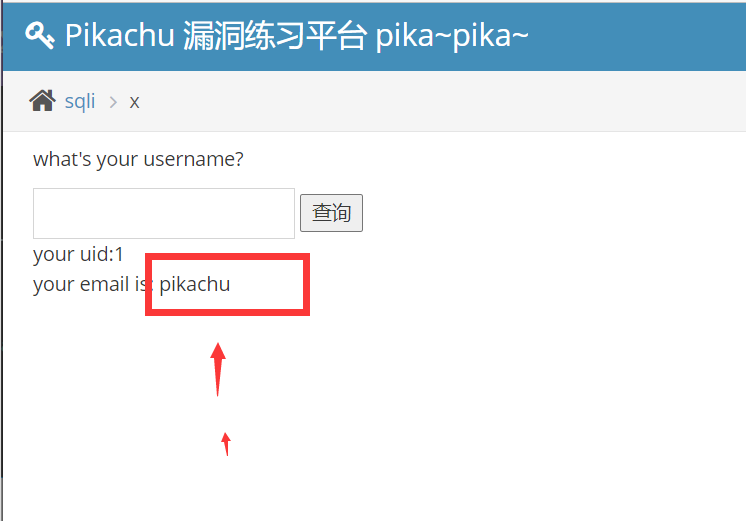 Pikachu 漏洞练习平台 pika~pika~
sqli > x
what's your username?
查询
your uid:1
your email is: pikachu